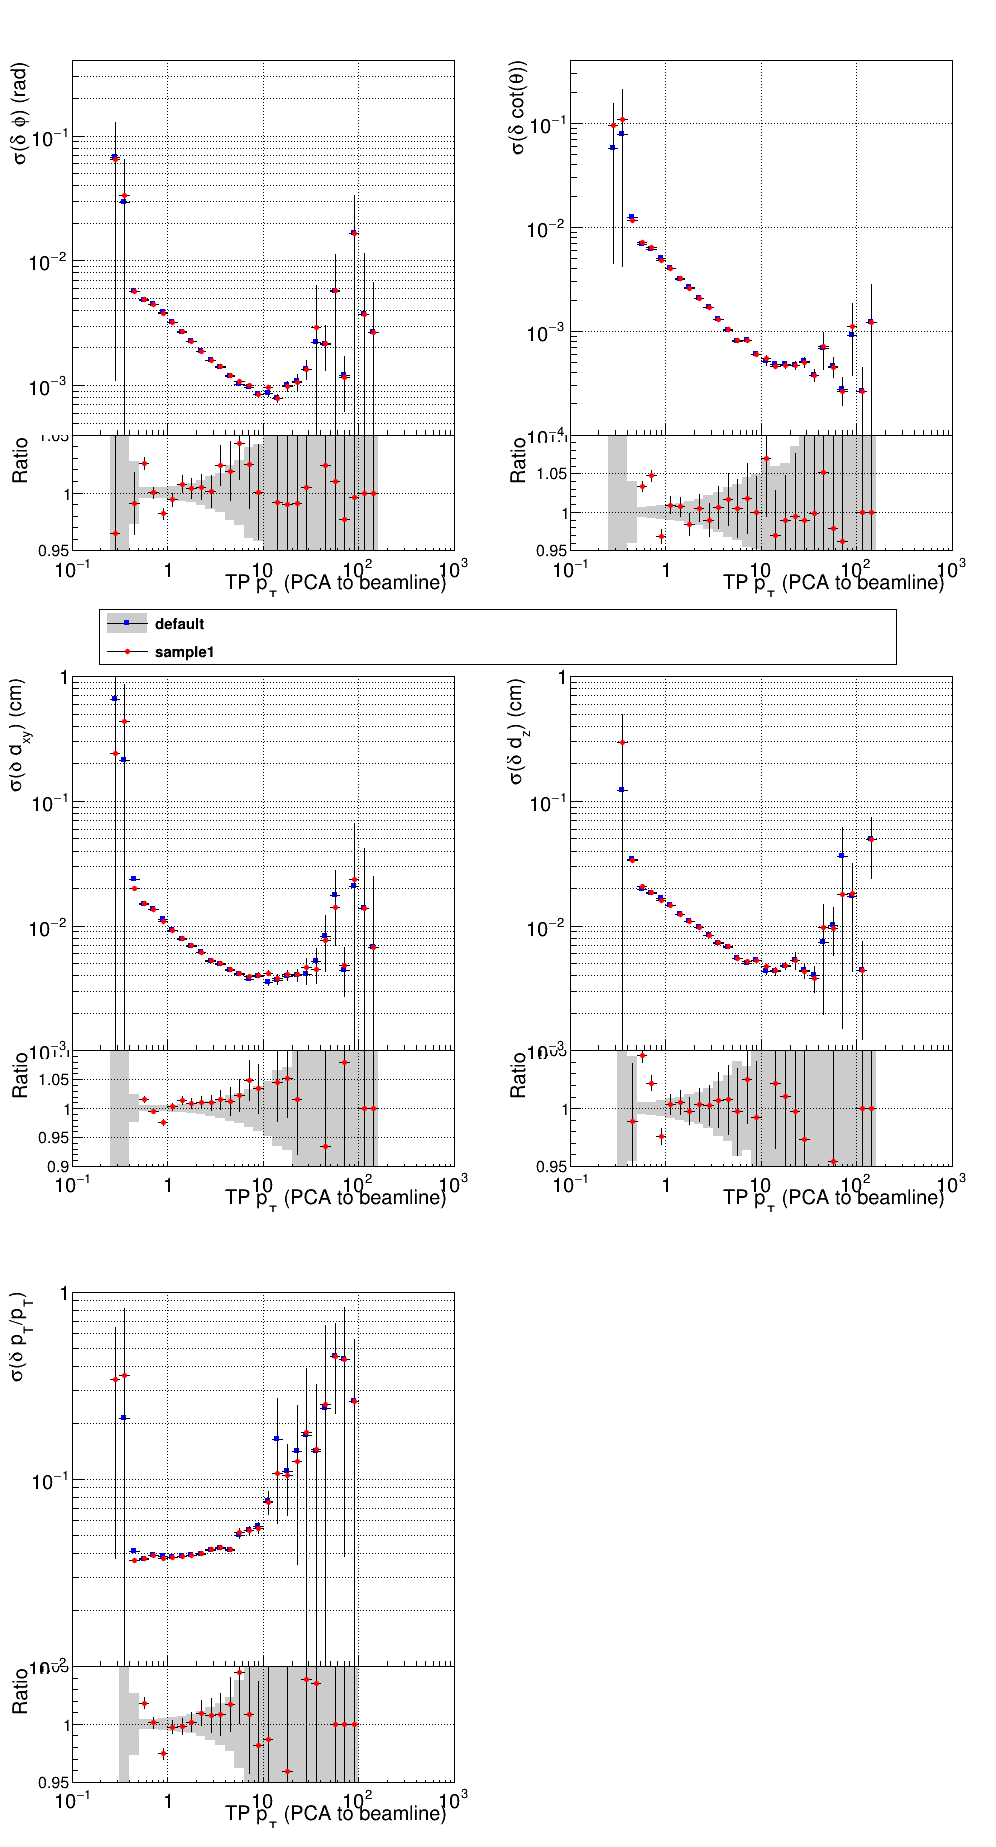 σ(δ φ) (rad)
10⁻¹
10⁻²
10⁻³
Ratio
1.05
1
0.95
10⁻¹ 1 10 10² 10³
TP p_T (PCA to beamline)
σ(δ cot(θ))
10⁻¹
10⁻²
10⁻³
10⁻⁴
Ratio
1.05
1
0.95
10⁻¹ 1 10 10² 10³
TP p_T (PCA to beamline)
default
sample1
σ(δ d_xy) (cm)
1
10⁻¹
10⁻²
10⁻³
Ratio
1.05
1
0.95
0.9
10⁻¹ 1 10 10² 10³
TP p_T (PCA to beamline)
σ(δ d_z) (cm)
1
10⁻¹
10⁻²
Ratio
1
0.95
10⁻¹ 1 10 10² 10³
TP p_T (PCA to beamline)
σ(δ p_T/p_T)
1
10⁻¹
Ratio
1
0.95
10⁻¹ 1 10 10² 10³
TP p_T (PCA to beamline)